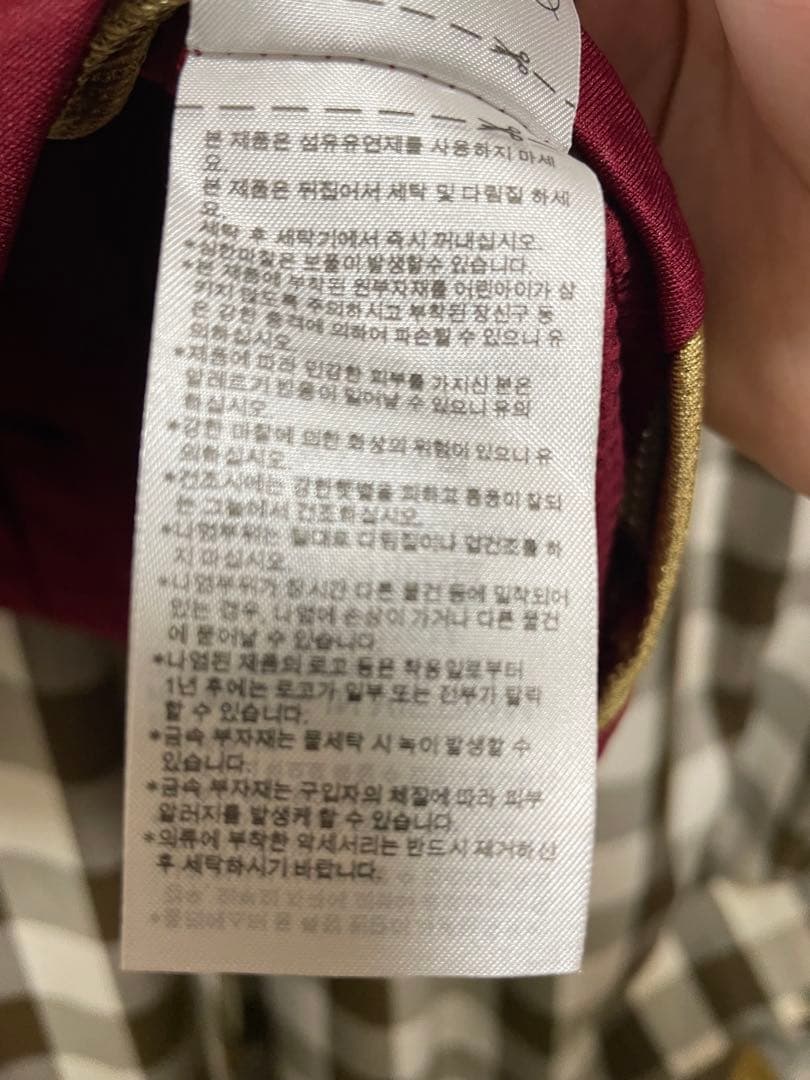 본 제품은 섬유유연제를 사용하지 마세
요.
본 제품은 뒤집어서 세탁 및 다림질 하세
요.
세탁 후 세탁기에서 즉시 꺼내십시오.
*심한마찰은 보풀이 발생할수 있습니다.
*본 제품에 부착된 원부자재를 어린아이가 삼
키지 않도록 주의하시고 부착된 장신구 등
은 강한 충격에 의하여 파손될 수 있으니 유
의하십시오.
*제품에 따라 민감한 피부를 가지신 분은
알레르기 반응이 일어날 수 있으니 유의
하십시오.
*강한 마찰에 의한 화상의 위험이 있으니 유
의하십시오.
*건조시에는 강한햇볕을 피하고 통풍이 잘되
는 그늘에서 건조하십시오.
*나염부위는 절대로 다림질이나 열건조를 하
지 마십시오.
*나염부위가 장시간 다른 물건 등에 밀착되어
있는 경우, 나염에 손상이 가거나 다른 물건
에 묻어날 수 있습니다.
*나염된 제품의 로고 등은 착용일로부터
1년 후에는 로고가 일부 또는 전부가 탈락
할 수 있습니다.
*금속 부자재는 물세탁 시 녹이 발생할 수
있습니다.
*금속 부자재는 구입자의 체질에 따라 피부
알러지를 발생케 할 수 있습니다.
*의류에 부착한 악세서리는 반드시 제거하신
후 세탁하시기 바랍니다.